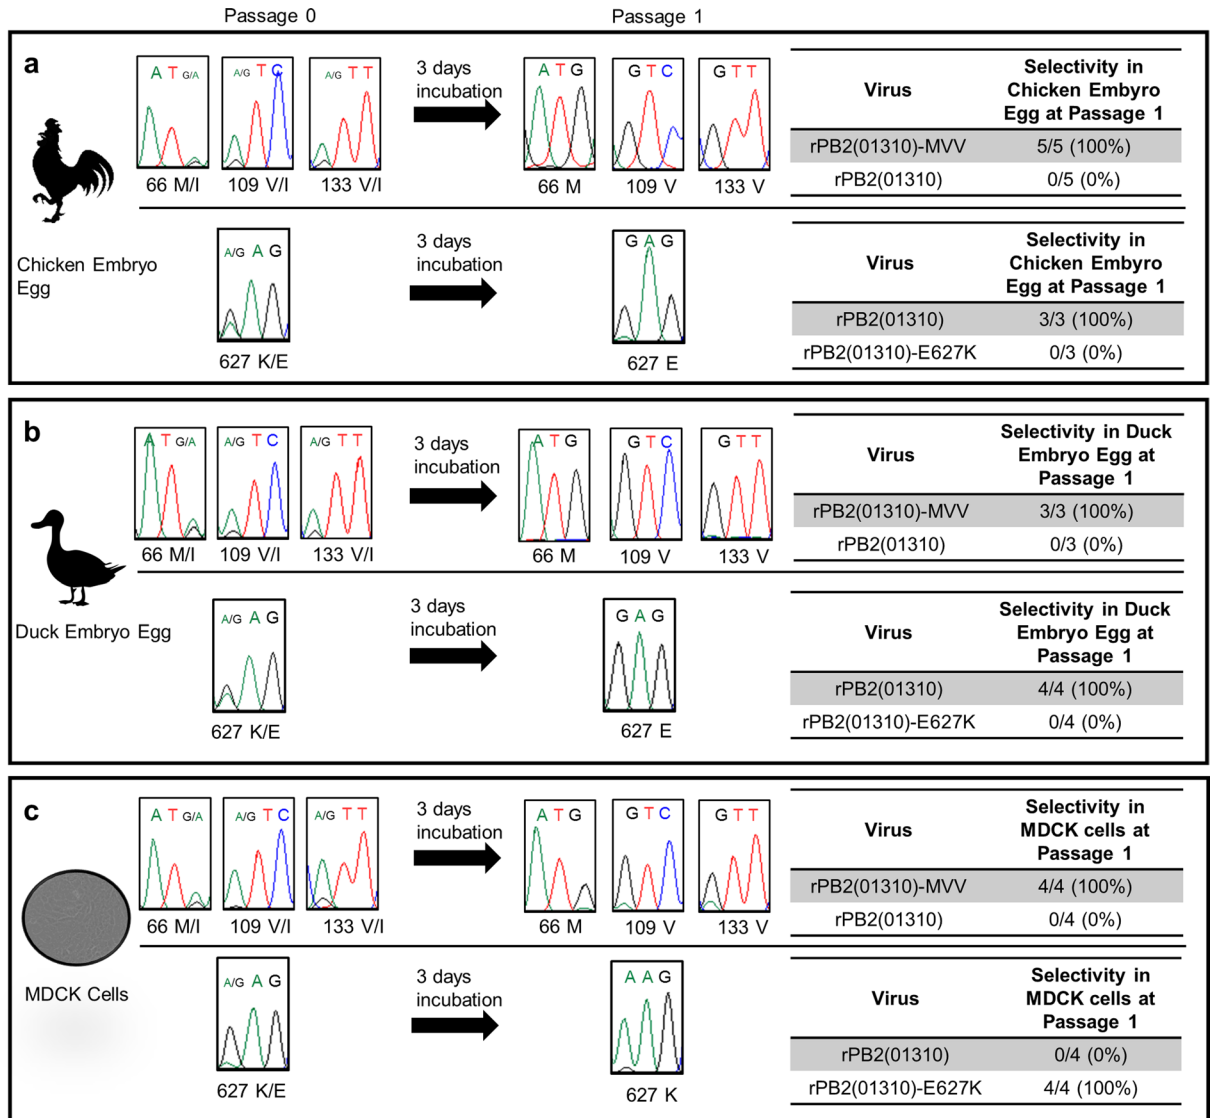 Passage 0
Passage 1
a
A T G/A
A/G T C
A/G T T
3 days
incubation
A T G
G T C
G T T
66 M/I
109 V/I
133 V/I
66 M
109 V
133 V
Virus
Selectivity in
Chicken Embyro
Egg at Passage 1
rPB2(01310)-MVV
5/5 (100%)
rPB2(01310)
0/5 (0%)
Chicken Embryo
Egg
A/G A G
627 K/E
3 days
incubation
G A G
627 E
Virus
Selectivity in
Chicken Embyro
Egg at Passage 1
rPB2(01310)
3/3 (100%)
rPB2(01310)-E627K
0/3 (0%)
b
A T G/A
A/G T C
A/G T T
3 days
incubation
A T G
G T C
G T T
66 M/I
109 V/I
133 V/I
66 M
109 V
133 V
Virus
Selectivity in Duck
Embryo Egg at
Passage 1
rPB2(01310)-MVV
3/3 (100%)
rPB2(01310)
0/3 (0%)
Duck Embryo Egg
A/G A G
627 K/E
3 days
incubation
G A G
627 E
Virus
Selectivity in Duck
Embryo Egg at
Passage 1
rPB2(01310)
4/4 (100%)
rPB2(01310)-E627K
0/4 (0%)
c
A T G/A
A/G T C
A/G T T
3 days
incubation
A T G
G T C
G T T
66 M/I
109 V/I
133 V/I
66 M
109 V
133 V
Virus
Selectivity in
MDCK cells at
Passage 1
rPB2(01310)-MVV
4/4 (100%)
rPB2(01310)
0/4 (0%)
MDCK Cells
A/G A G
627 K/E
3 days
incubation
A A G
627 K
Virus
Selectivity in
MDCK cells at
Passage 1
rPB2(01310)
0/4 (0%)
rPB2(01310)-E627K
4/4 (100%)